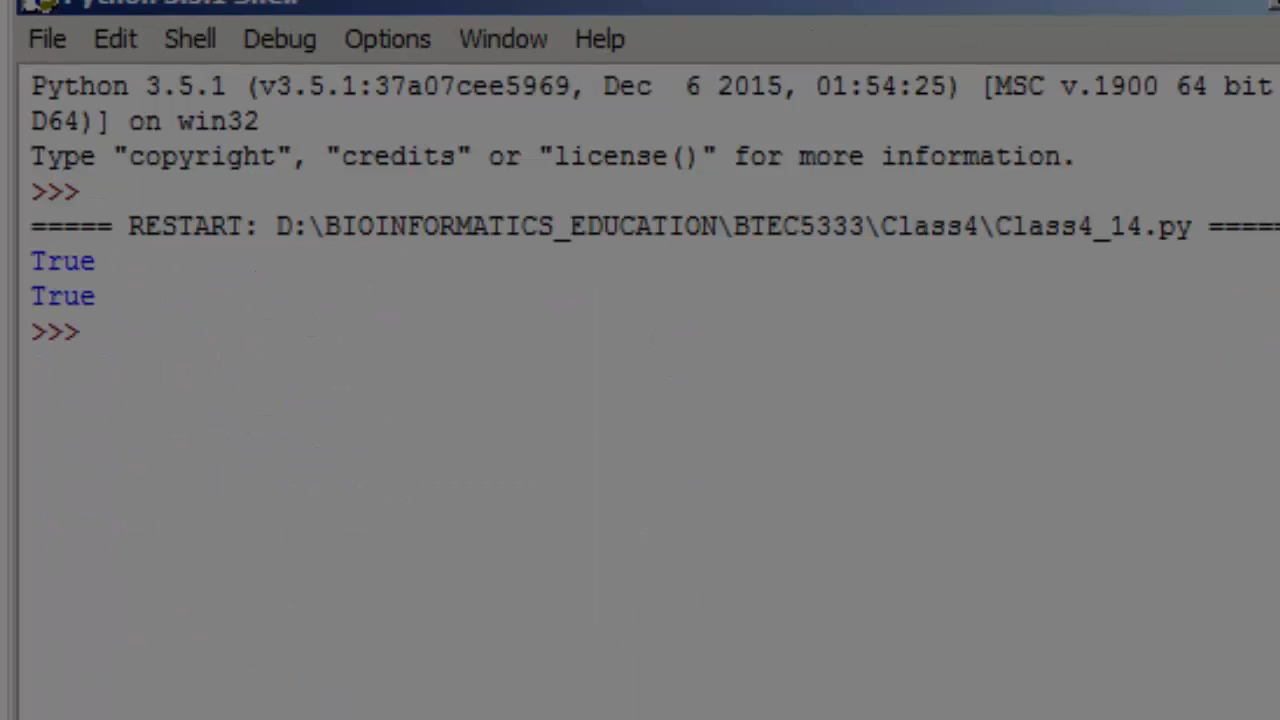 File Edit Shell Debug Options Window Help
Python 3.5.1 (v3.5.1:37a07cee5969, Dec  6 2015, 01:54:25) [MSC v.1900 64 bit
D64)] on win32
Type "copyright", "credits" or "license()" for more information.
>>>
===== RESTART: D:\BIOINFORMATICS_EDUCATION\BTEC5333\Class4\Class4_14.py =====
True
True
>>>